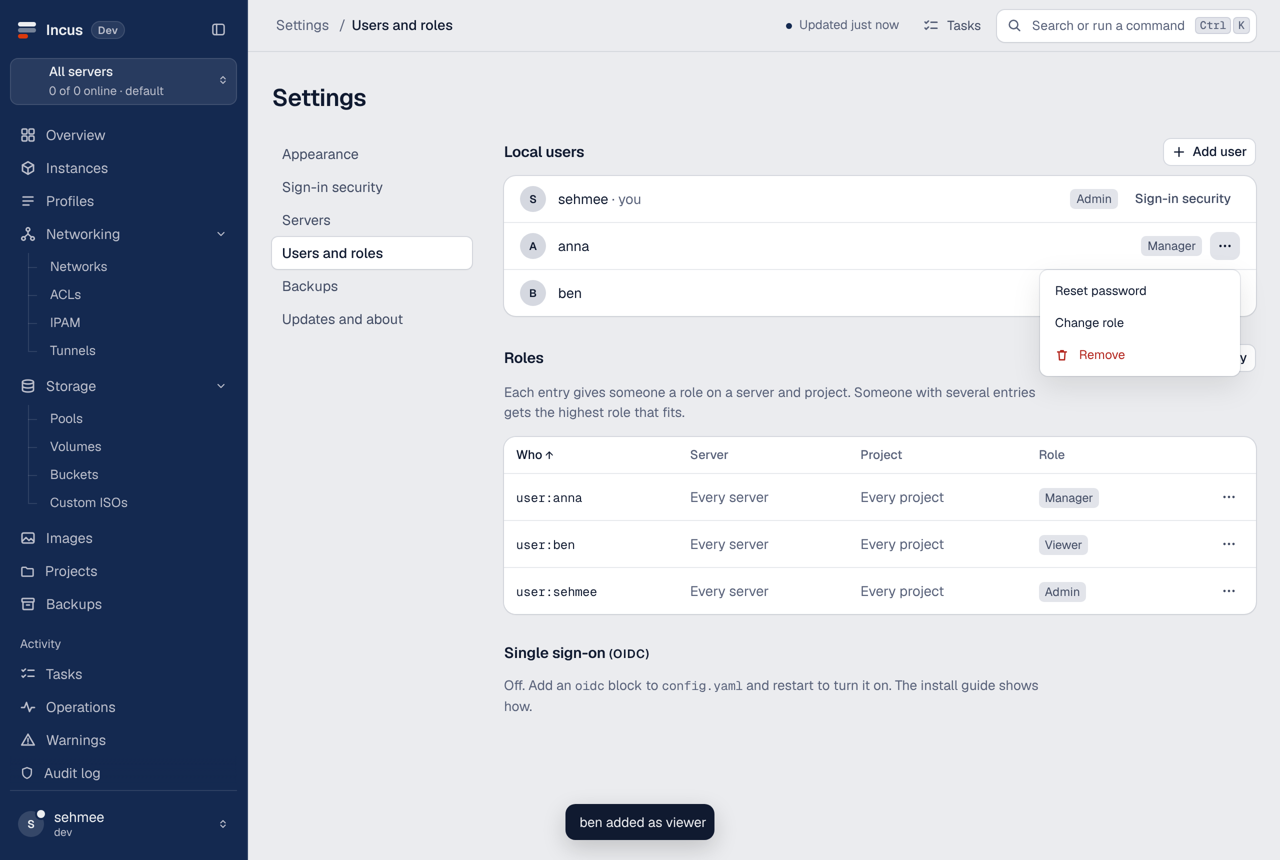 Incus Dev
All servers
0 of 0 online · default
Overview
Instances
Profiles
Networking
Networks
ACLs
IPAM
Tunnels
Storage
Pools
Volumes
Buckets
Custom ISOs
Images
Projects
Backups
Activity
Tasks
Operations
Warnings
Audit log
S sehmee
dev
Settings / Users and roles
Updated just now
Tasks
Search or run a command Ctrl K
Settings
Appearance
Sign-in security
Servers
Users and roles
Backups
Updates and about
Local users
+ Add user
S sehmee · you Admin Sign-in security
A anna Manager ···
B ben
Reset password
Change role
Remove
Roles
y
Each entry gives someone a role on a server and project. Someone with several entries
gets the highest role that fits.
Who ↑ Server Project Role
user:anna Every server Every project Manager ···
user:ben Every server Every project Viewer ···
user:sehmee Every server Every project Admin ···
Single sign-on (OIDC)
Off. Add an oidc block to config.yaml and restart to turn it on. The install guide shows
how.
ben added as viewer